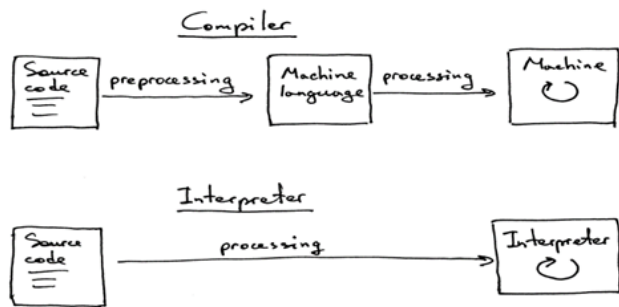 Compiler
Source
code
preprocessing
Machine
language
processing
Machine
Interpreter
Source
code
processing
Interpreter